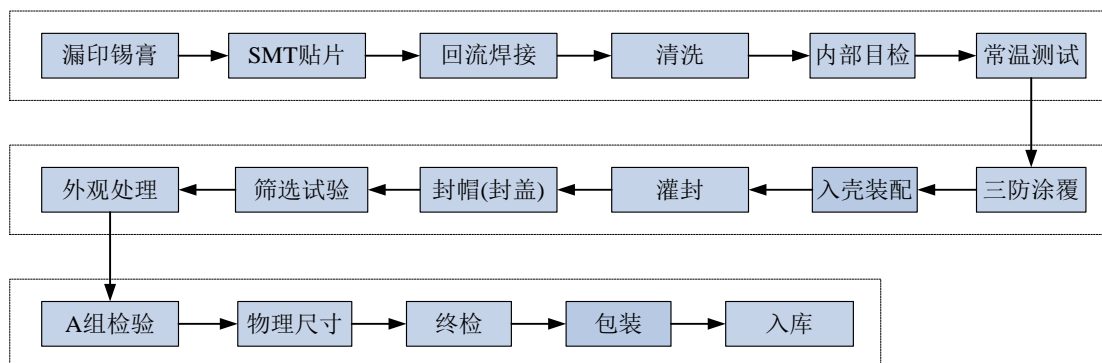 漏印锡膏
SMT贴片
回流焊接
清洗
内部目检
常温测试
外观处理
筛选试验
封帽(封盖)
灌封
入壳装配
三防涂覆
A组检验
物理尺寸
终检
包装
入库